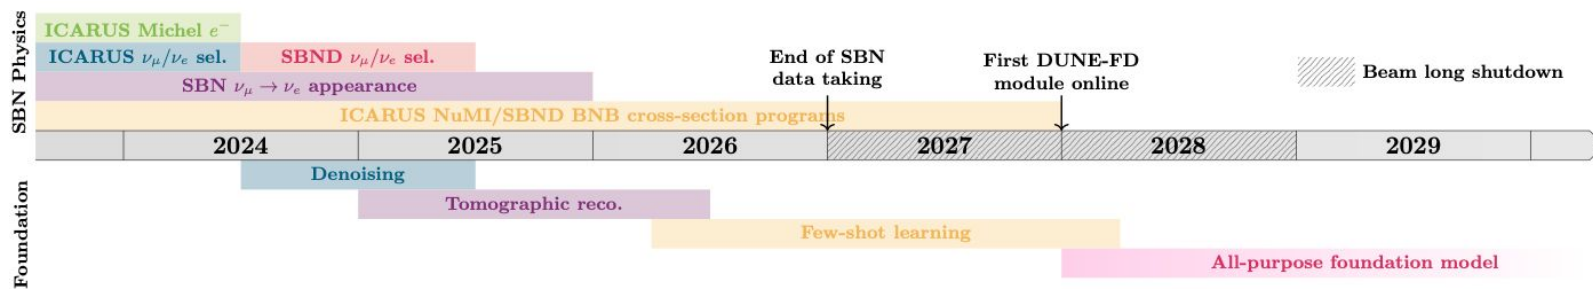 SBN Physics
ICARUS Michel e⁻
ICARUS νμ/νe sel.
SBND νμ/νe sel.
SBN νμ → νe appearance
ICARUS NuMI/SBND BNB cross-section programs
End of SBN
data taking
First DUNE-FD
module online
Beam long shutdown
2024
2025
2026
2027
2028
2029
Foundation
Denoising
Tomographic reco.
Few-shot learning
All-purpose foundation model